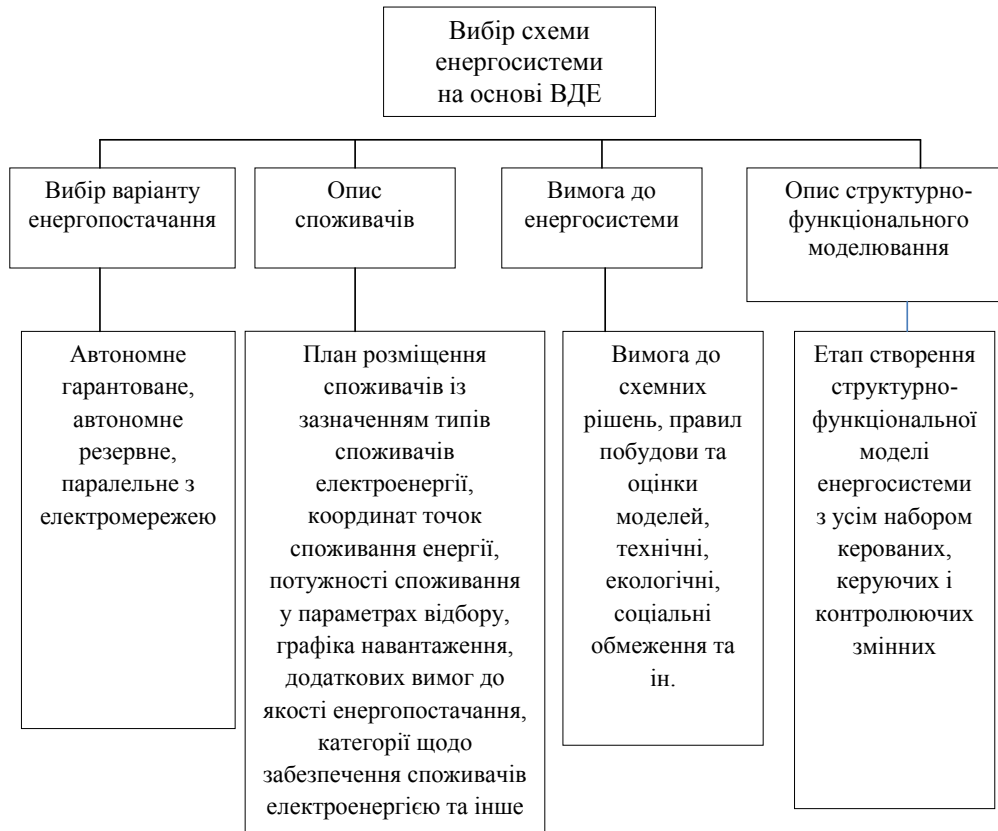 Вибір схеми
енергосистеми
на основі ВДЕ
Вибір варіанту
енергопостачання
Опис
споживачів
Вимога до
енергосистеми
Опис структурно-
функціонального
моделювання
Автономне
гарантоване,
автономне
резервне,
паралельне з
електромережею
План розміщення
споживачів із
зазначенням типів
споживачів
електроенергії,
координат точок
споживання енергії,
потужності споживання
у параметрах відбору,
графіка навантаження,
додаткових вимог до
якості енергопостачання,
категорії щодо
забезпечення споживачів
електроенергією та інше
Вимога до
схемних
рішень, правил
побудови та
оцінки
моделей,
технічні,
екологічні,
соціальні
обмеження та
ін.
Етап створення
структурно-
функціональної
моделі
енергосистеми
з усім набором
керованих,
керуючих і
контролюючих
змінних